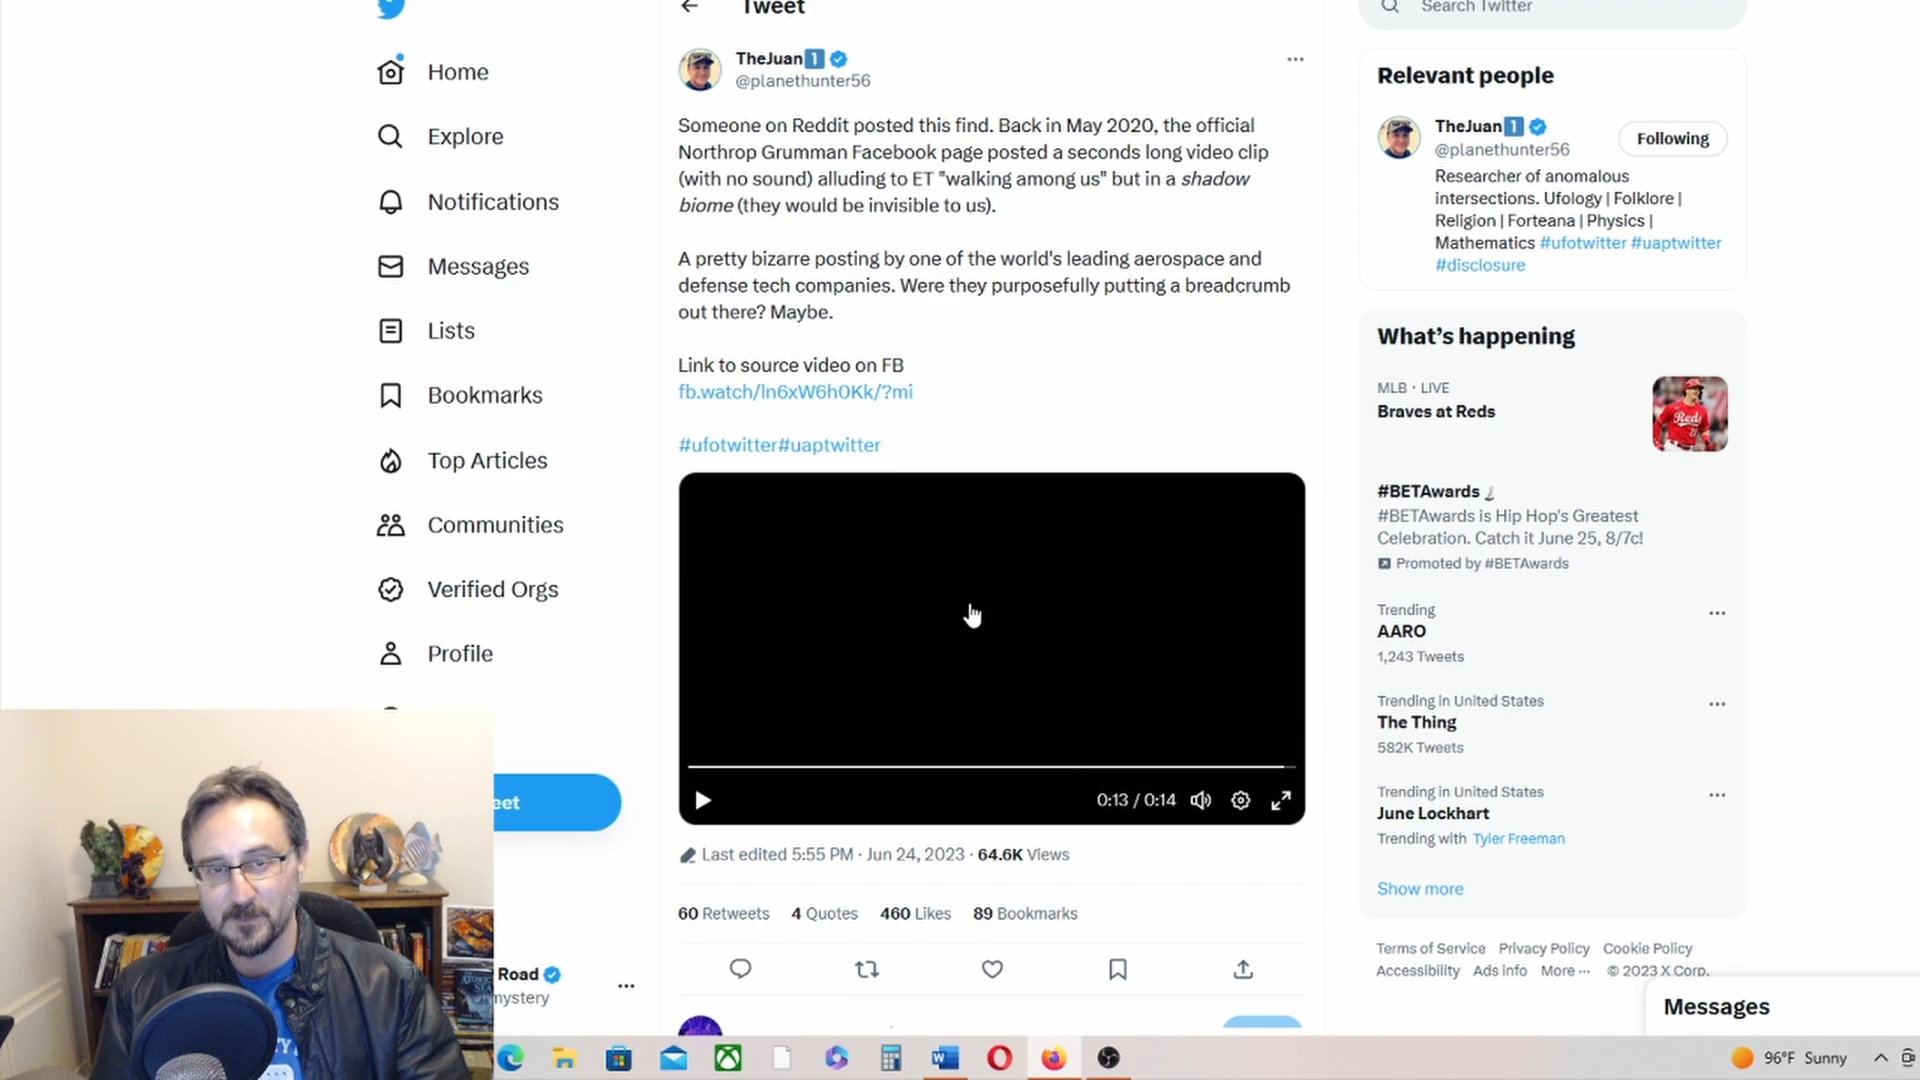 Home
Explore
Notifications
Messages
Lists
Bookmarks
Top Articles
Communities
Verified Orgs
Profile
eet
Road
mystery
Tweet
TheJuan1
@planethunter56
Someone on Reddit posted this find. Back in May 2020, the official
Northrop Grumman Facebook page posted a seconds long video clip
(with no sound) alluding to ET "walking among us" but in a shadow
biome (they would be invisible to us).
A pretty bizarre posting by one of the world's leading aerospace and
defense tech companies. Were they purposefully putting a breadcrumb
out there? Maybe.
Link to source video on FB
fb.watch/ln6xW6h0Kk/?mi
#ufotwitter#uaptwitter
0:13 / 0:14
Last edited 5:55 PM · Jun 24, 2023 · 64.6K Views
60 Retweets 4 Quotes 460 Likes 89 Bookmarks
Search Twitter
Relevant people
TheJuan1
@planethunter56
Following
Researcher of anomalous
intersections. Ufology | Folklore |
Religion | Forteana | Physics |
Mathematics #ufotwitter #uaptwitter
#disclosure
What's happening
MLB · LIVE
Braves at Reds
Reds
#BETAwards
#BETAwards is Hip Hop's Greatest
Celebration. Catch it June 25, 8/7c!
Promoted by #BETAwards
Trending
AARO
1,243 Tweets
Trending in United States
The Thing
582K Tweets
Trending in United States
June Lockhart
Trending with Tyler Freeman
Show more
Terms of Service Privacy Policy Cookie Policy
Accessibility Ads info More ··· © 2023 X Corp.
Messages
96°F Sunny